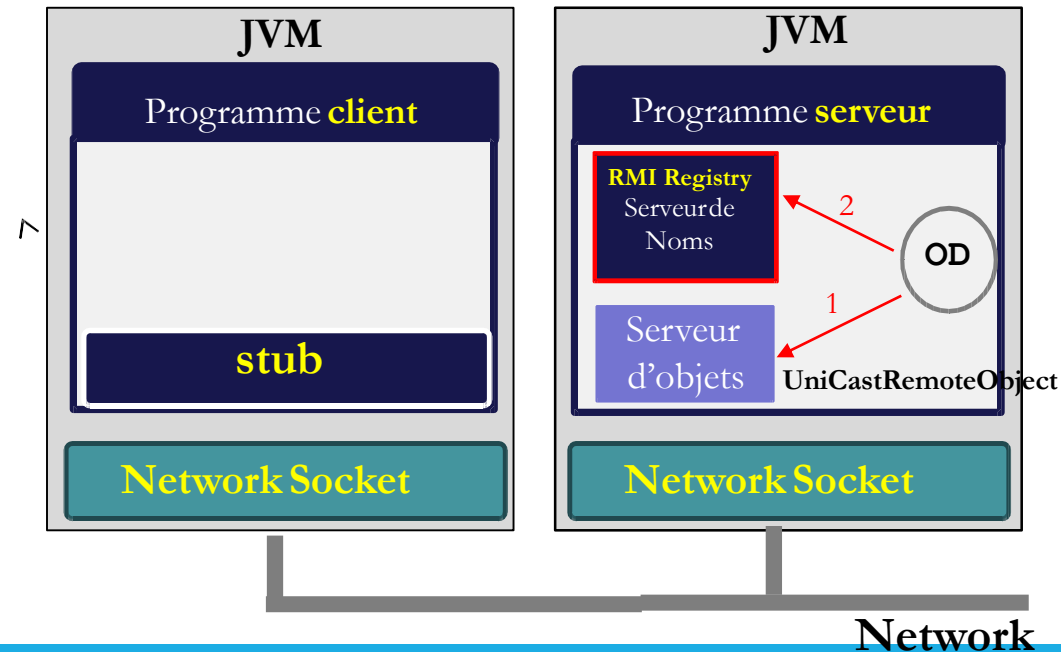 JVM
Programme client
stub
Network Socket
JVM
Programme serveur
RMI Registry
Serveurde
Noms
2
OD
1
Serveur
d'objets
UniCastRemoteObject
Network Socket
Network